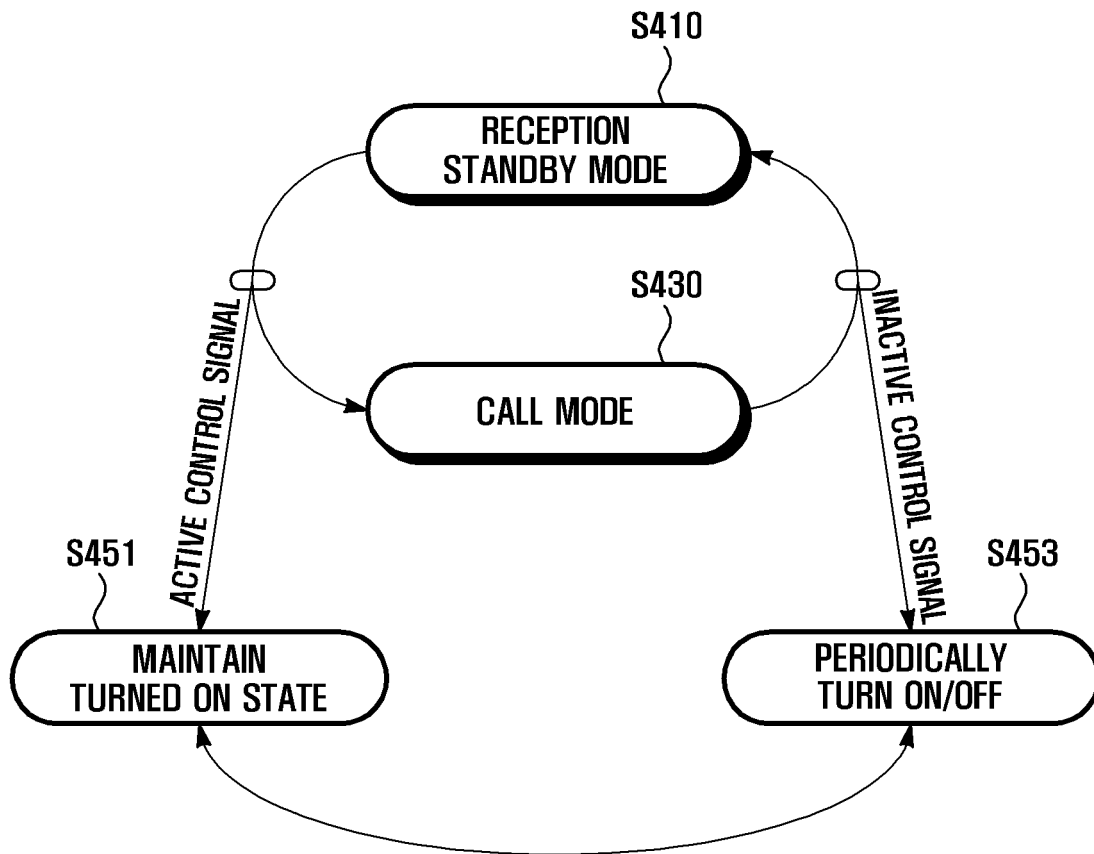 S410
RECEPTION
STANDBY MODE
S430
CALL MODE
ACTIVE CONTROL SIGNAL
INACTIVE CONTROL SIGNAL
S451
MAINTAIN
TURNED ON STATE
S453
PERIODICALLY
TURN ON/OFF